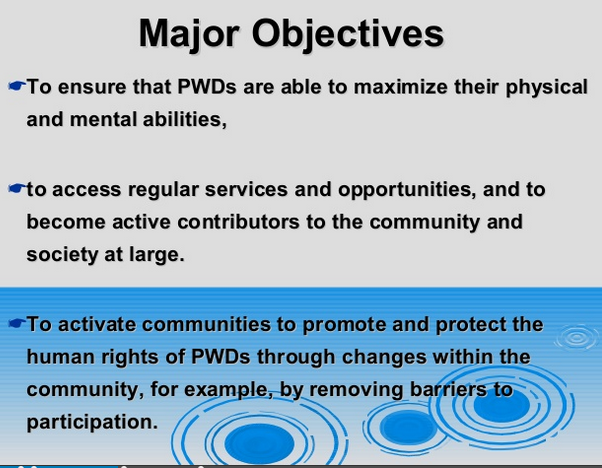 Major Objectives
To ensure that PWDs are able to maximize their physical
and mental abilities,
to access regular services and opportunities, and to
become active contributors to the community and
society at large.
To activate communities to promote and protect the
human rights of PWDs through changes within the
community, for example, by removing barriers to
participation.